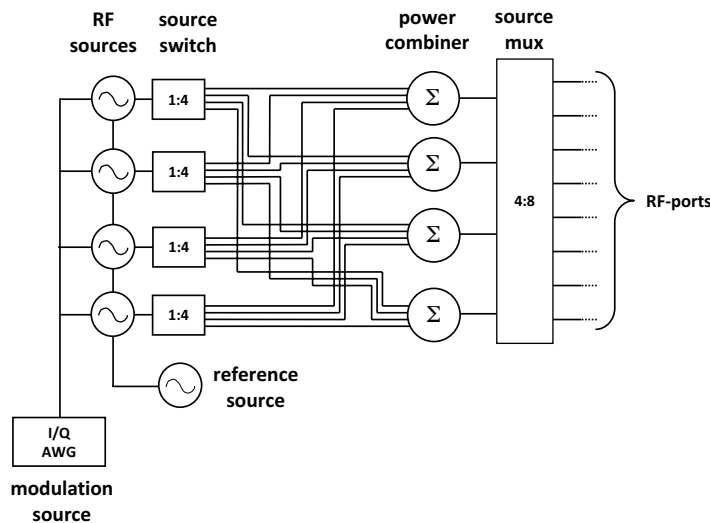 RF
sources
source
switch
power
combiner
source
mux
1:4
1:4
1:4
1:4
Σ
Σ
Σ
Σ
4:8
RF-ports
reference
source
I/Q
AWG
modulation
source